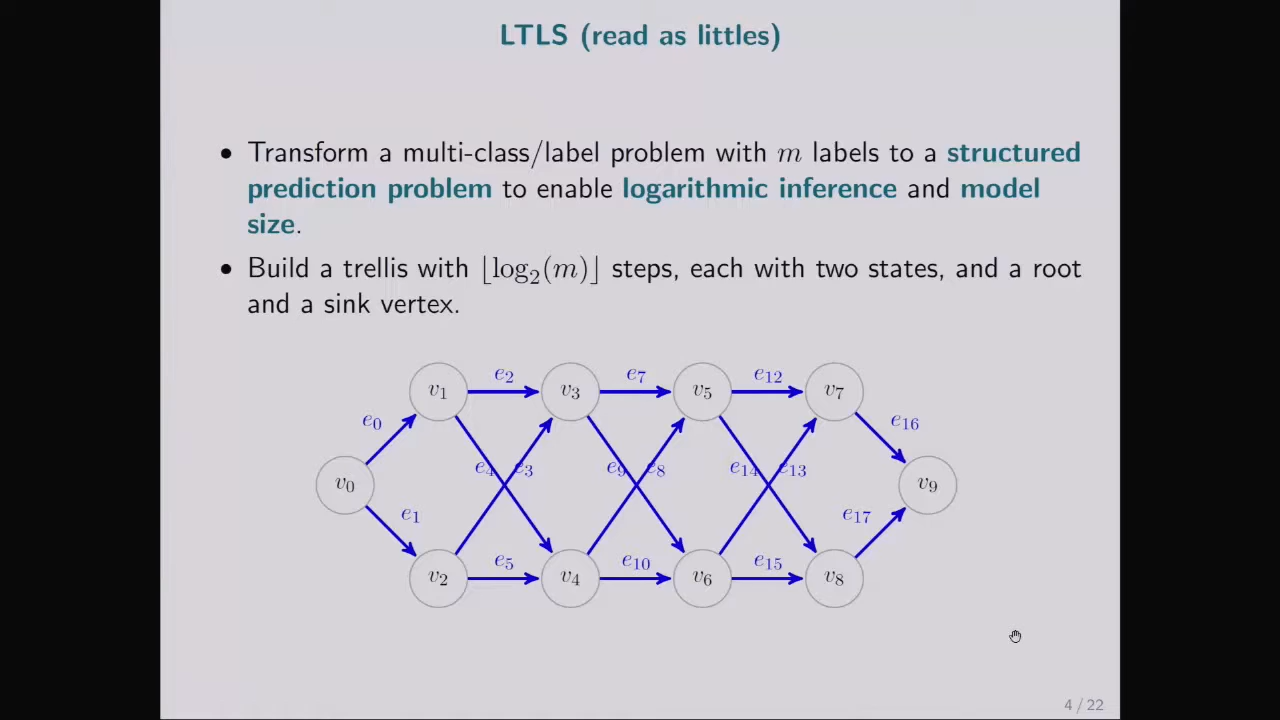 LTLS (read as littles)
• Transform a multi-class/label problem with m labels to a structured
prediction problem to enable logarithmic inference and model
size.
• Build a trellis with ⌊log₂(m)⌋ steps, each with two states, and a root
and a sink vertex.
v₁ e₂ v₃ e₇ v₅ e₁₂ v₇
e₀ e₁₆
e₄ e₃ e₉ e₈ e₁₄ e₁₃
v₀ v₉
e₁ e₁₇
v₂ e₅ v₄ e₁₀ v₆ e₁₅ v₈
4 / 22